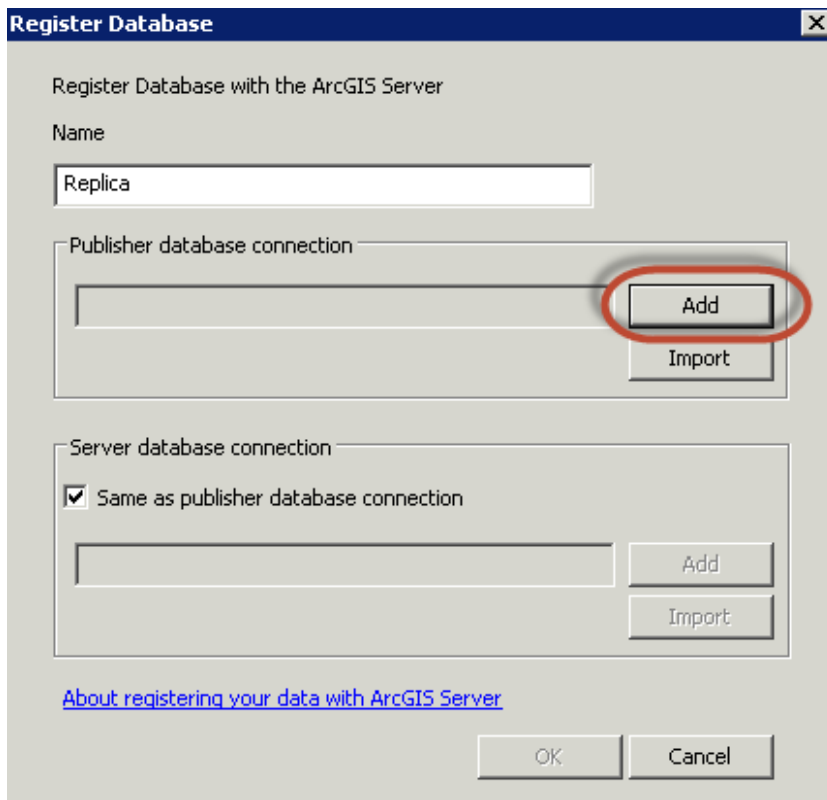 Register Database
Register Database with the ArcGIS Server
Name
Replica
Publisher database connection
Add
Import
Server database connection
Same as publisher database connection
Add
Import
About registering your data with ArcGIS Server
OK
Cancel